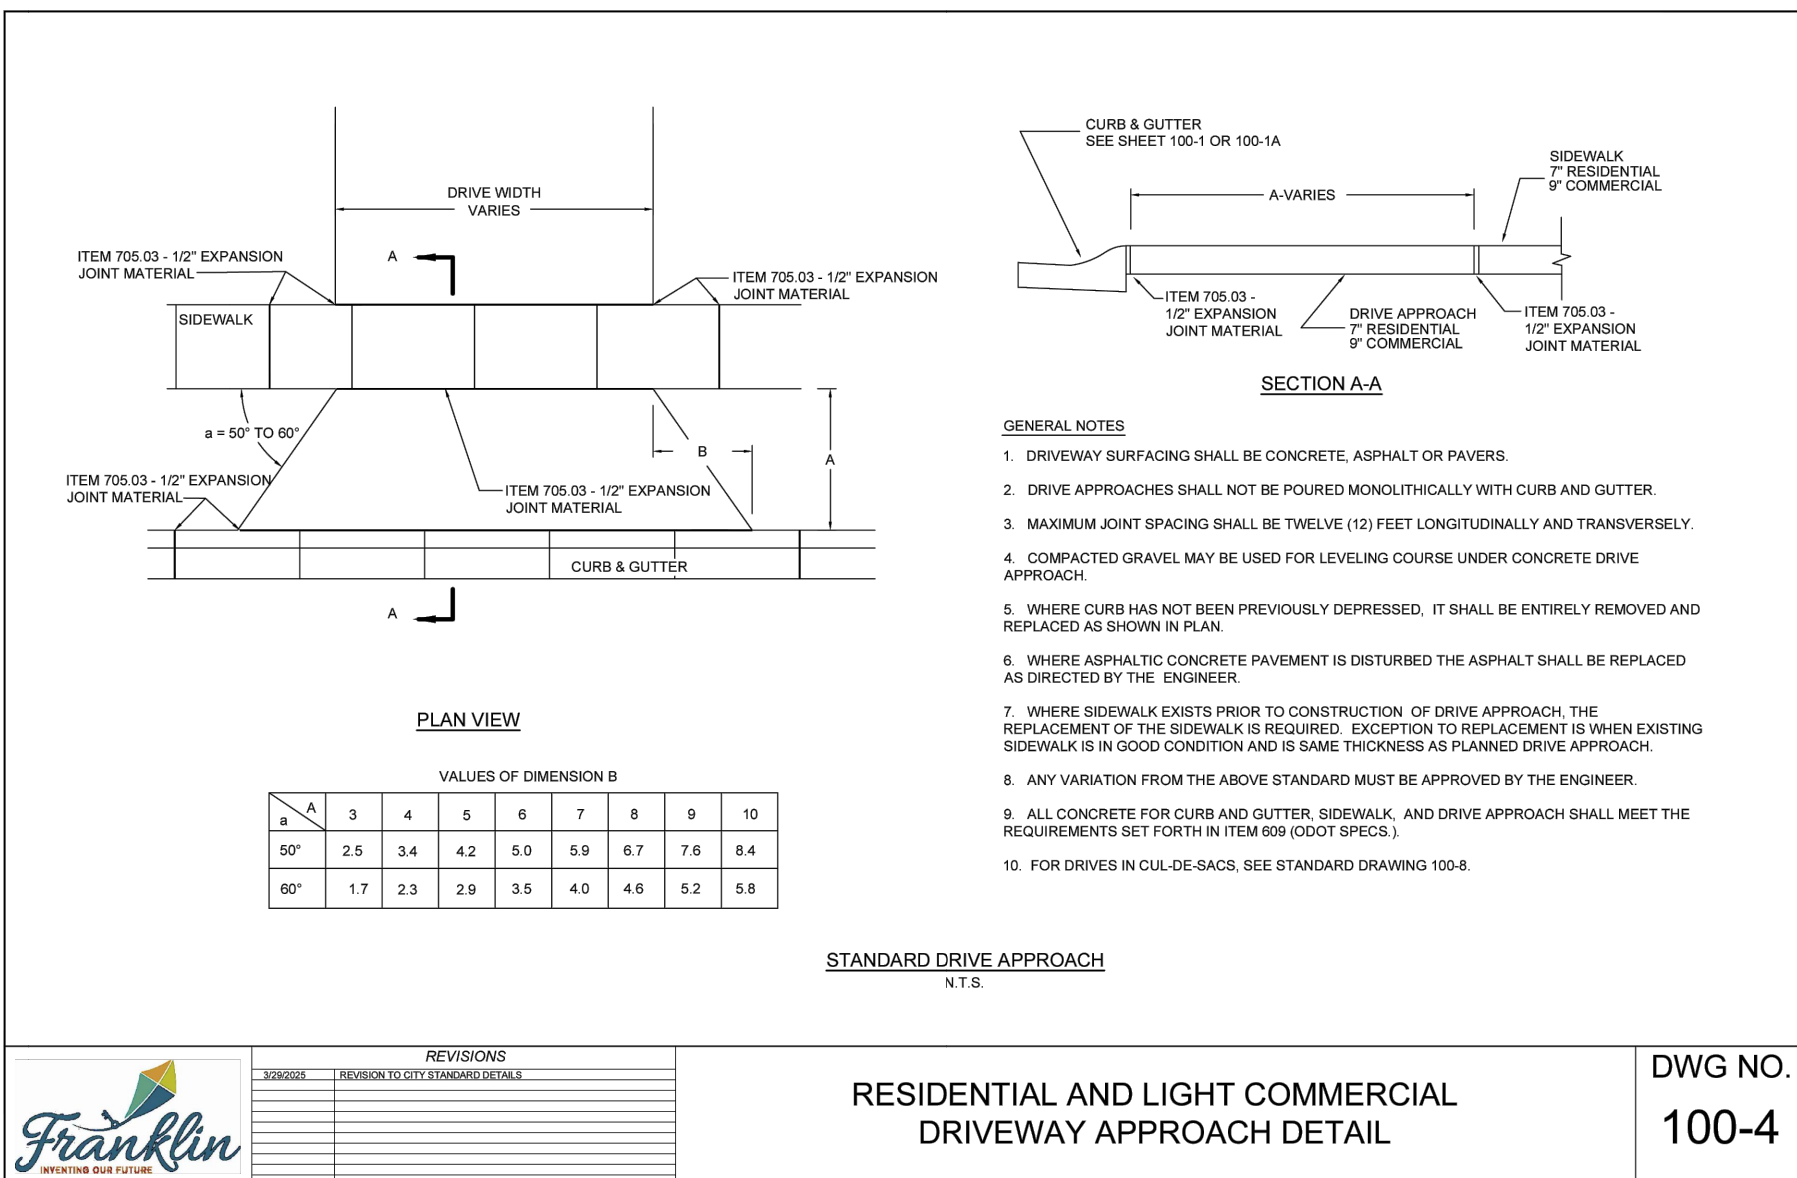 DRIVE WIDTH
VARIES
A
ITEM 705.03 - 1/2" EXPANSION
JOINT MATERIAL
ITEM 705.03 - 1/2" EXPANSION
JOINT MATERIAL
SIDEWALK
a = 50° TO 60°
B
A
ITEM 705.03 - 1/2" EXPANSION
JOINT MATERIAL
ITEM 705.03 - 1/2" EXPANSION
JOINT MATERIAL
CURB & GUTTER
A
PLAN VIEW
VALUES OF DIMENSION B
a A 3 4 5 6 7 8 9 10
50° 2.5 3.4 4.2 5.0 5.9 6.7 7.6 8.4
60° 1.7 2.3 2.9 3.5 4.0 4.6 5.2 5.8
CURB & GUTTER
SEE SHEET 100-1 OR 100-1A
SIDEWALK
7" RESIDENTIAL
9" COMMERCIAL
A-VARIES
ITEM 705.03 -
1/2" EXPANSION
JOINT MATERIAL
DRIVE APPROACH
7" RESIDENTIAL
9" COMMERCIAL
ITEM 705.03 -
1/2" EXPANSION
JOINT MATERIAL
SECTION A-A
GENERAL NOTES
1. DRIVEWAY SURFACING SHALL BE CONCRETE, ASPHALT OR PAVERS.
2. DRIVE APPROACHES SHALL NOT BE POURED MONOLITHICALLY WITH CURB AND GUTTER.
3. MAXIMUM JOINT SPACING SHALL BE TWELVE (12) FEET LONGITUDINALLY AND TRANSVERSELY.
4. COMPACTED GRAVEL MAY BE USED FOR LEVELING COURSE UNDER CONCRETE DRIVE
APPROACH.
5. WHERE CURB HAS NOT BEEN PREVIOUSLY DEPRESSED, IT SHALL BE ENTIRELY REMOVED AND
REPLACED AS SHOWN IN PLAN.
6. WHERE ASPHALTIC CONCRETE PAVEMENT IS DISTURBED THE ASPHALT SHALL BE REPLACED
AS DIRECTED BY THE ENGINEER.
7. WHERE SIDEWALK EXISTS PRIOR TO CONSTRUCTION OF DRIVE APPROACH, THE
REPLACEMENT OF THE SIDEWALK IS REQUIRED. EXCEPTION TO REPLACEMENT IS WHEN EXISTING
SIDEWALK IS IN GOOD CONDITION AND IS SAME THICKNESS AS PLANNED DRIVE APPROACH.
8. ANY VARIATION FROM THE ABOVE STANDARD MUST BE APPROVED BY THE ENGINEER.
9. ALL CONCRETE FOR CURB AND GUTTER, SIDEWALK, AND DRIVE APPROACH SHALL MEET THE
REQUIREMENTS SET FORTH IN ITEM 609 (ODOT SPECS.).
10. FOR DRIVES IN CUL-DE-SACS, SEE STANDARD DRAWING 100-8.
STANDARD DRIVE APPROACH
N.T.S.
Franklin
INVENTING OUR FUTURE
REVISIONS
3/29/2025 REVISION TO CITY STANDARD DETAILS
RESIDENTIAL AND LIGHT COMMERCIAL
DRIVEWAY APPROACH DETAIL
DWG NO.
100-4